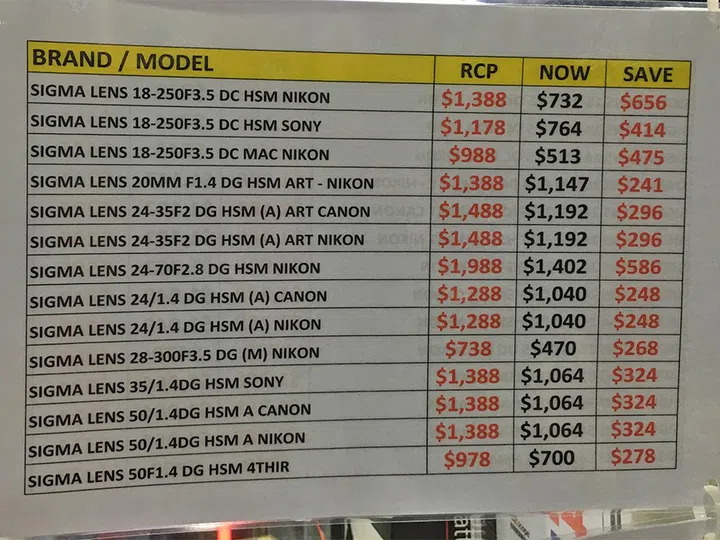 BRAND / MODEL RCP NOW SAVE
SIGMA LENS 18-250F3.5 DC HSM NIKON $1,388 $732 $656
SIGMA LENS 18-250F3.5 DC HSM SONY $1,178 $764 $414
SIGMA LENS 18-250F3.5 DC MAC NIKON $988 $513 $475
SIGMA LENS 20MM F1.4 DG HSM ART - NIKON $1,388 $1,147 $241
SIGMA LENS 24-35F2 DG HSM (A) ART CANON $1,488 $1,192 $296
SIGMA LENS 24-35F2 DG HSM (A) ART NIKON $1,488 $1,192 $296
SIGMA LENS 24-70F2.8 DG HSM NIKON $1,988 $1,402 $586
SIGMA LENS 24/1.4 DG HSM (A) CANON $1,288 $1,040 $248
SIGMA LENS 24/1.4 DG HSM (A) NIKON $1,288 $1,040 $248
SIGMA LENS 28-300F3.5 DG (M) NIKON $738 $470 $268
SIGMA LENS 35/1.4DG HSM SONY $1,388 $1,064 $324
SIGMA LENS 50/1.4DG HSM A CANON $1,388 $1,064 $324
SIGMA LENS 50/1.4DG HSM A NIKON $1,388 $1,064 $324
SIGMA LENS 50F1.4 DG HSM 4THIR $978 $700 $278